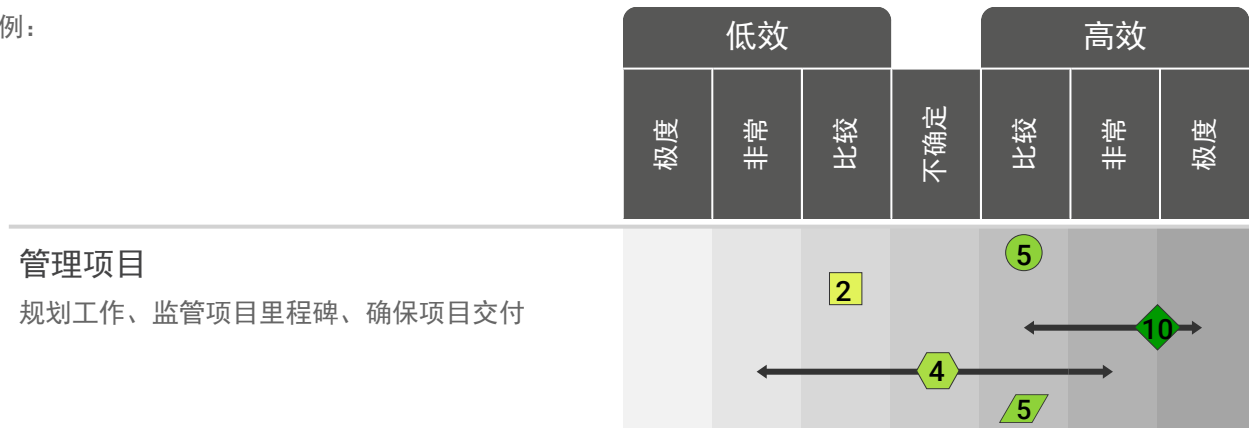 例：
低效
高效
极度
非常
比较
不确定
比较
非常
极度
管理项目
规划工作、监管项目里程碑、确保项目交付
5
2
10
4
5